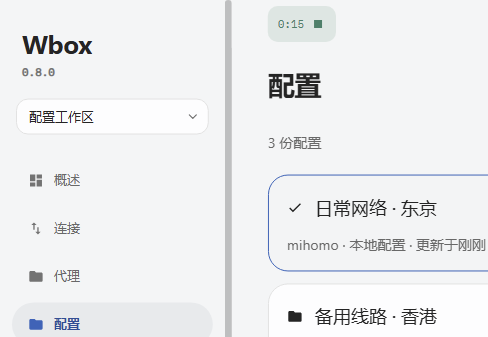 Wbox
0.8.0
配置工作区
概述
连接
代理
配置
0:15
配置
3 份配置
日常网络 · 东京
mihomo · 本地配置 · 更新于刚刚
备用线路 · 香港